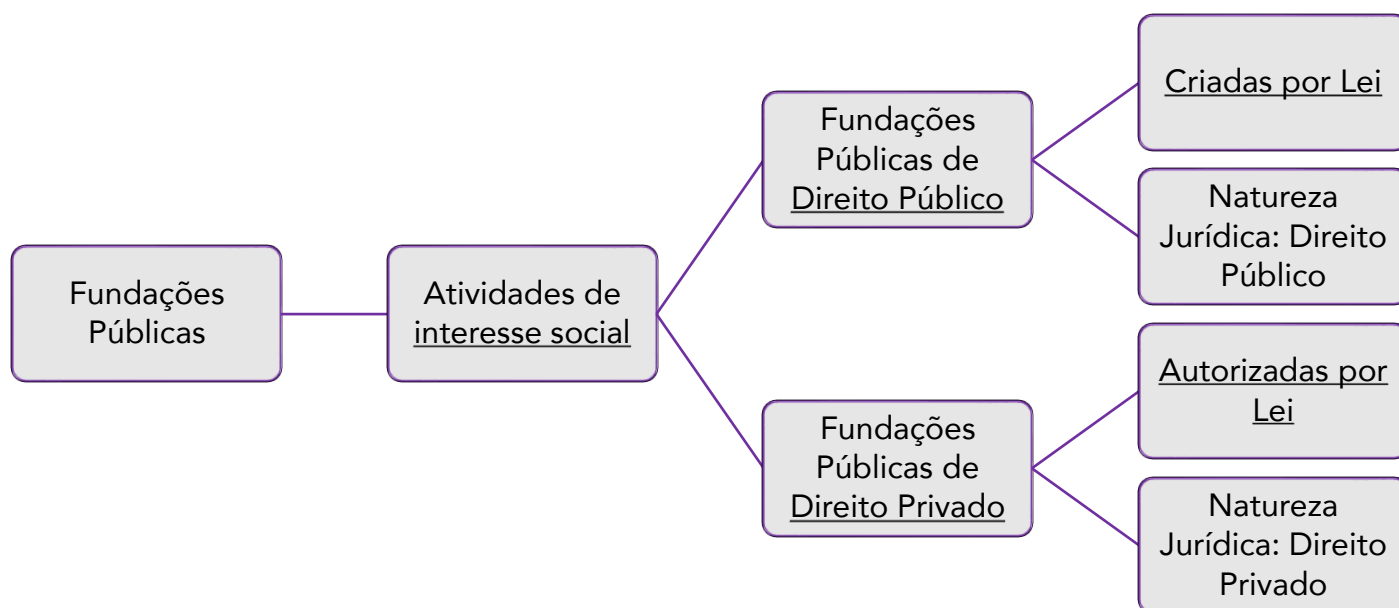 Fundações
Públicas
Atividades de
interesse social
Fundações
Públicas de
Direito Público
Criadas por Lei
Natureza
Jurídica: Direito
Público
Fundações
Públicas de
Direito Privado
Autorizadas por
Lei
Natureza
Jurídica: Direito
Privado